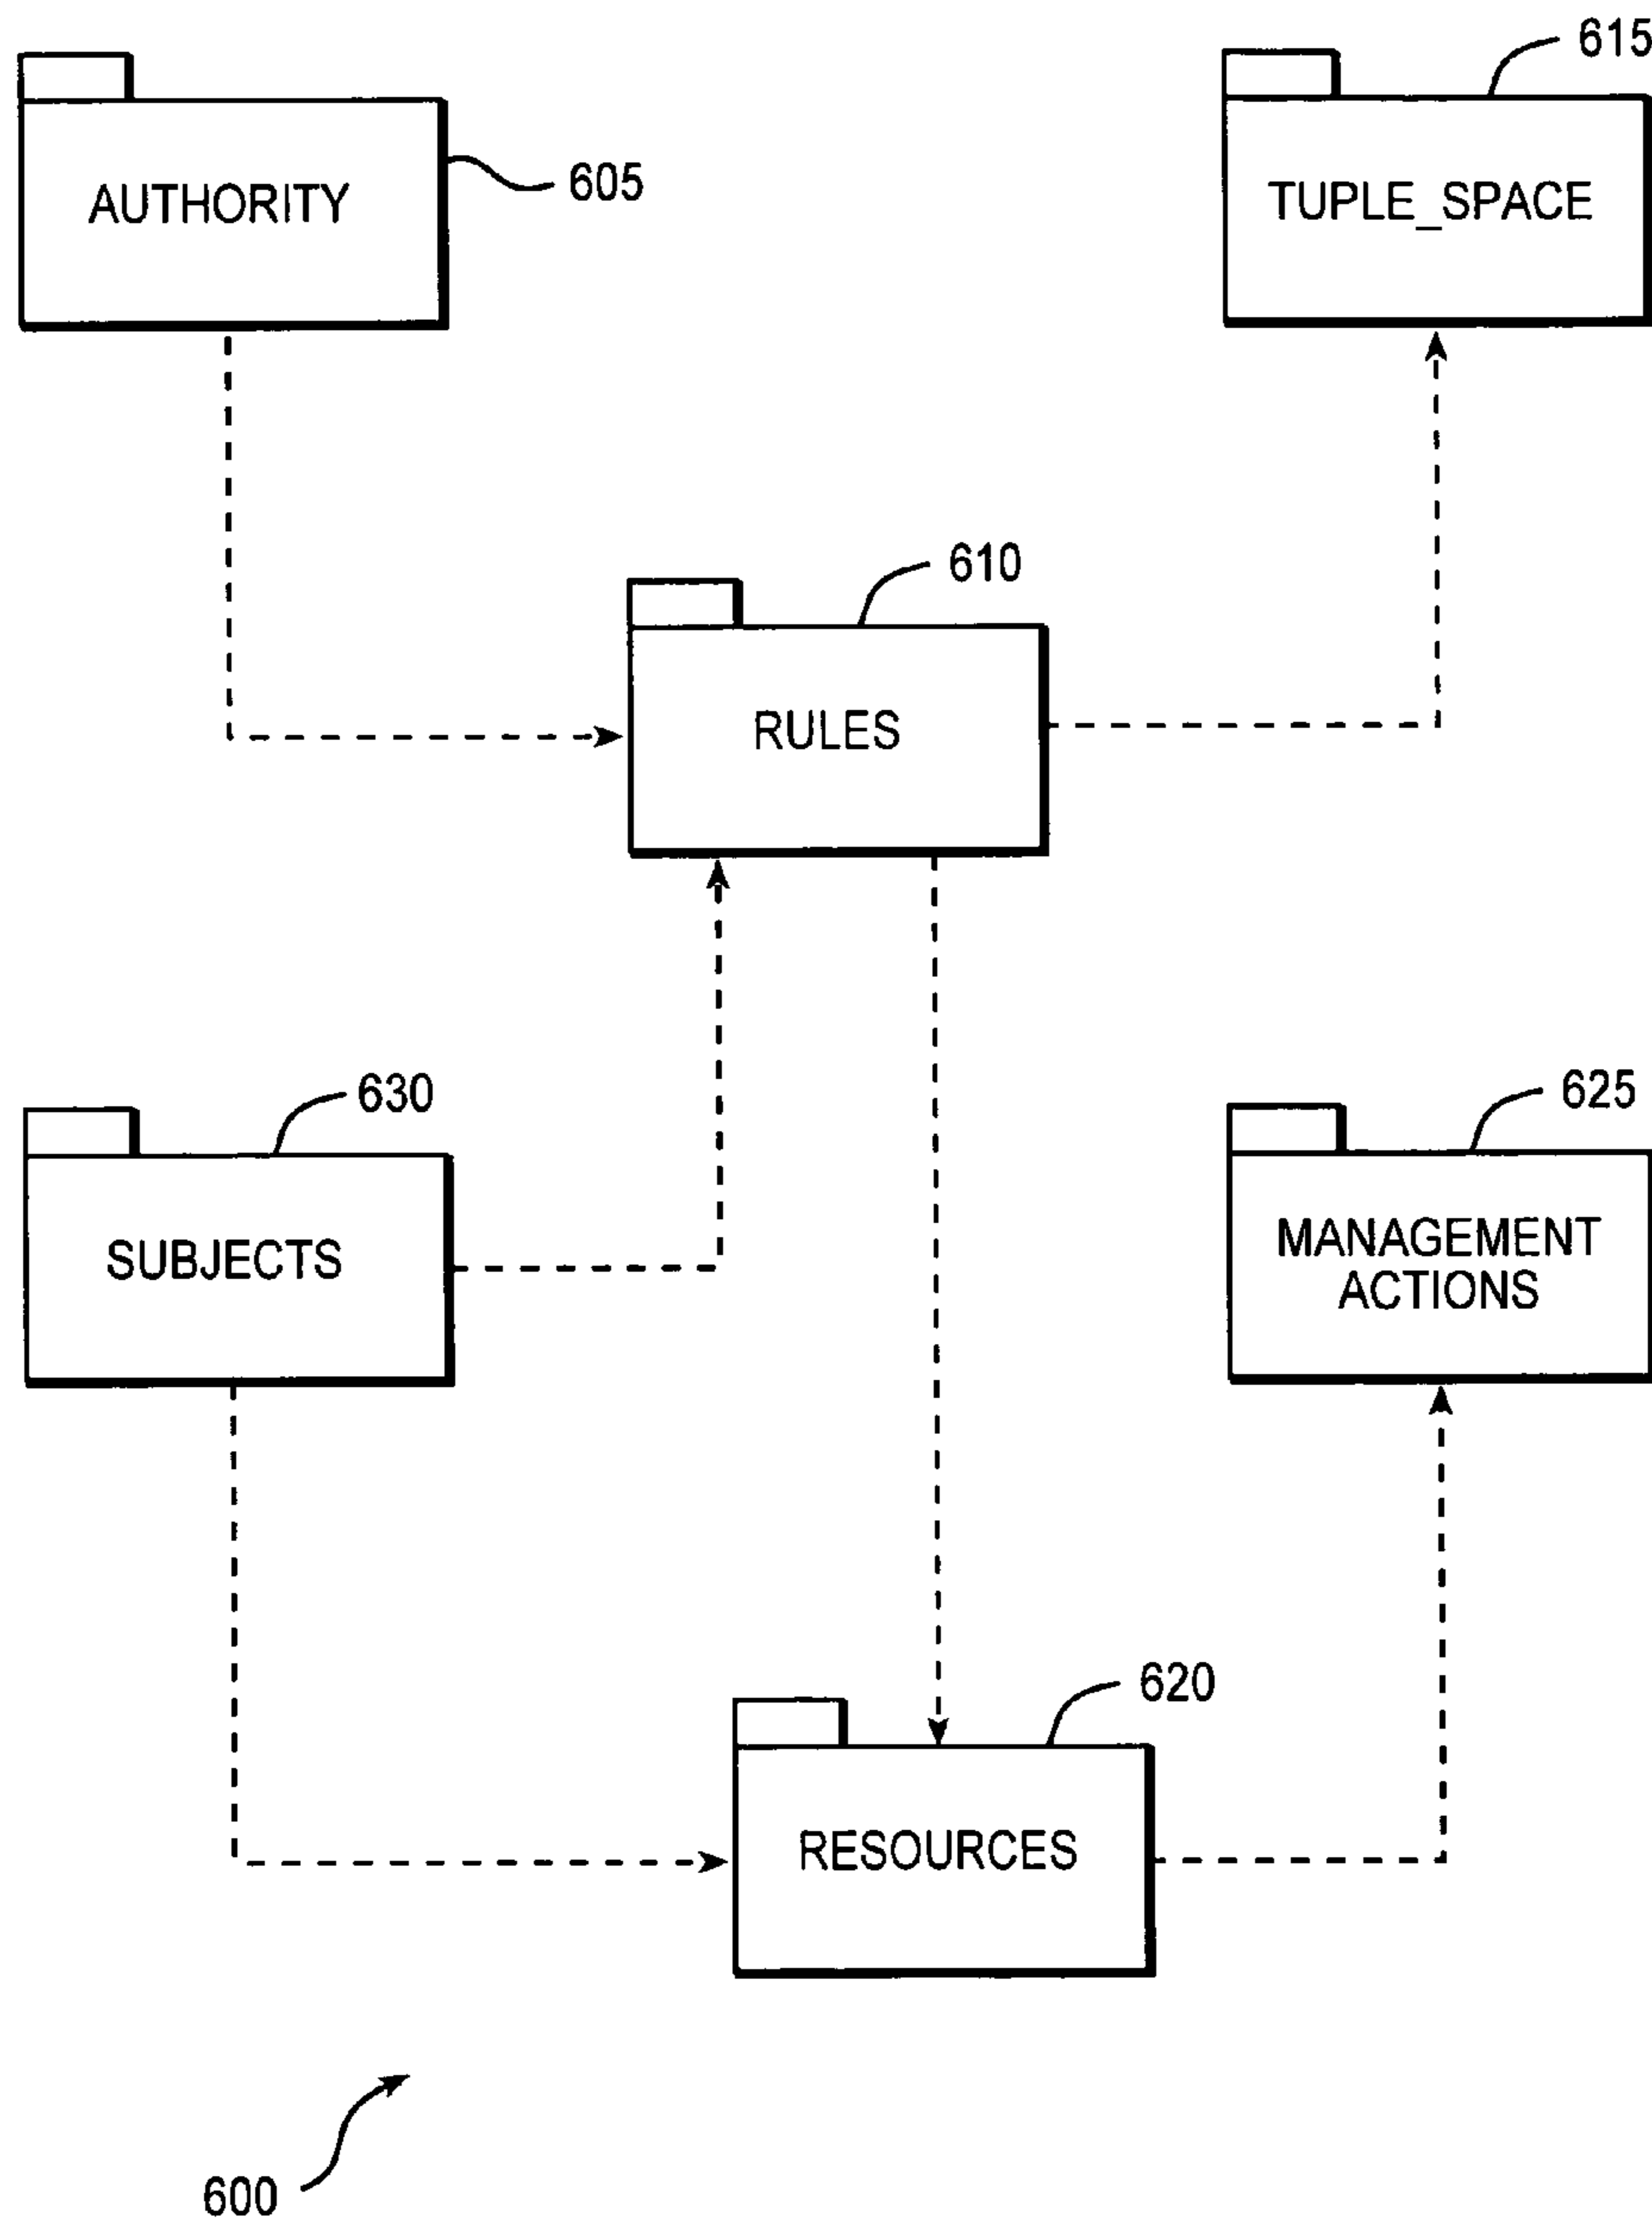 615
AUTHORITY
605
TUPLE_SPACE
610
RULES
630
625
SUBJECTS
MANAGEMENT
ACTIONS
620
RESOURCES
600